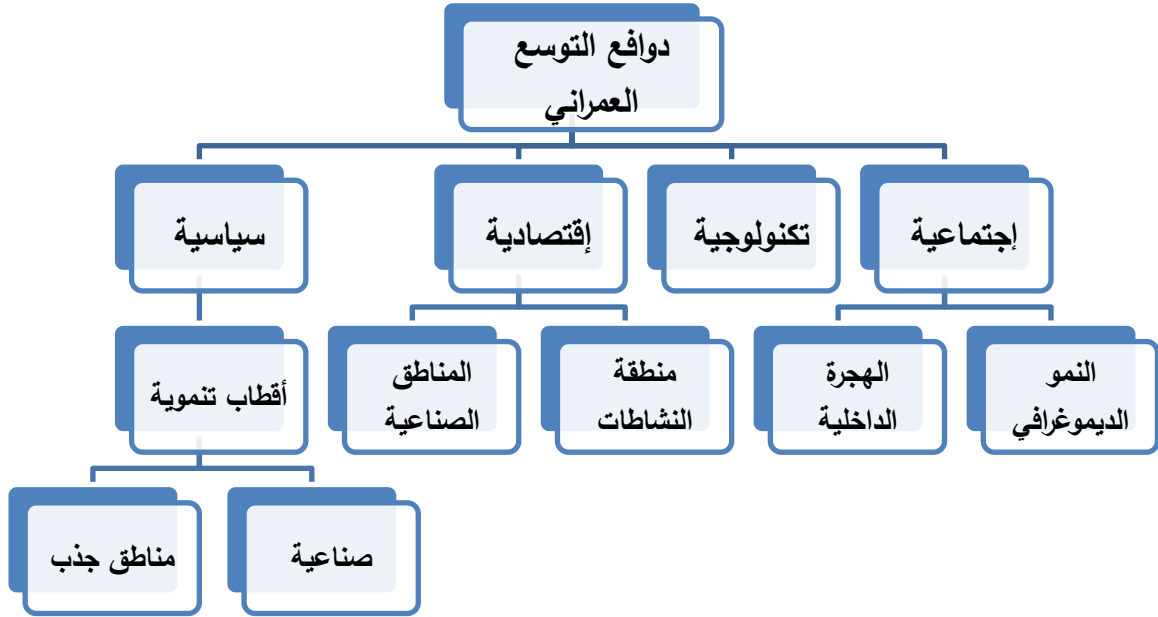 دوافع التوسع
العمراني
إجتماعية
تكنولوجية
إقتصادية
سياسية
النمو
الديموغرافي
الهجرة
الداخلية
منطقة
النشاطات
المناطق
الصناعية
أقطاب تنموية
صناعية
مناطق جذب